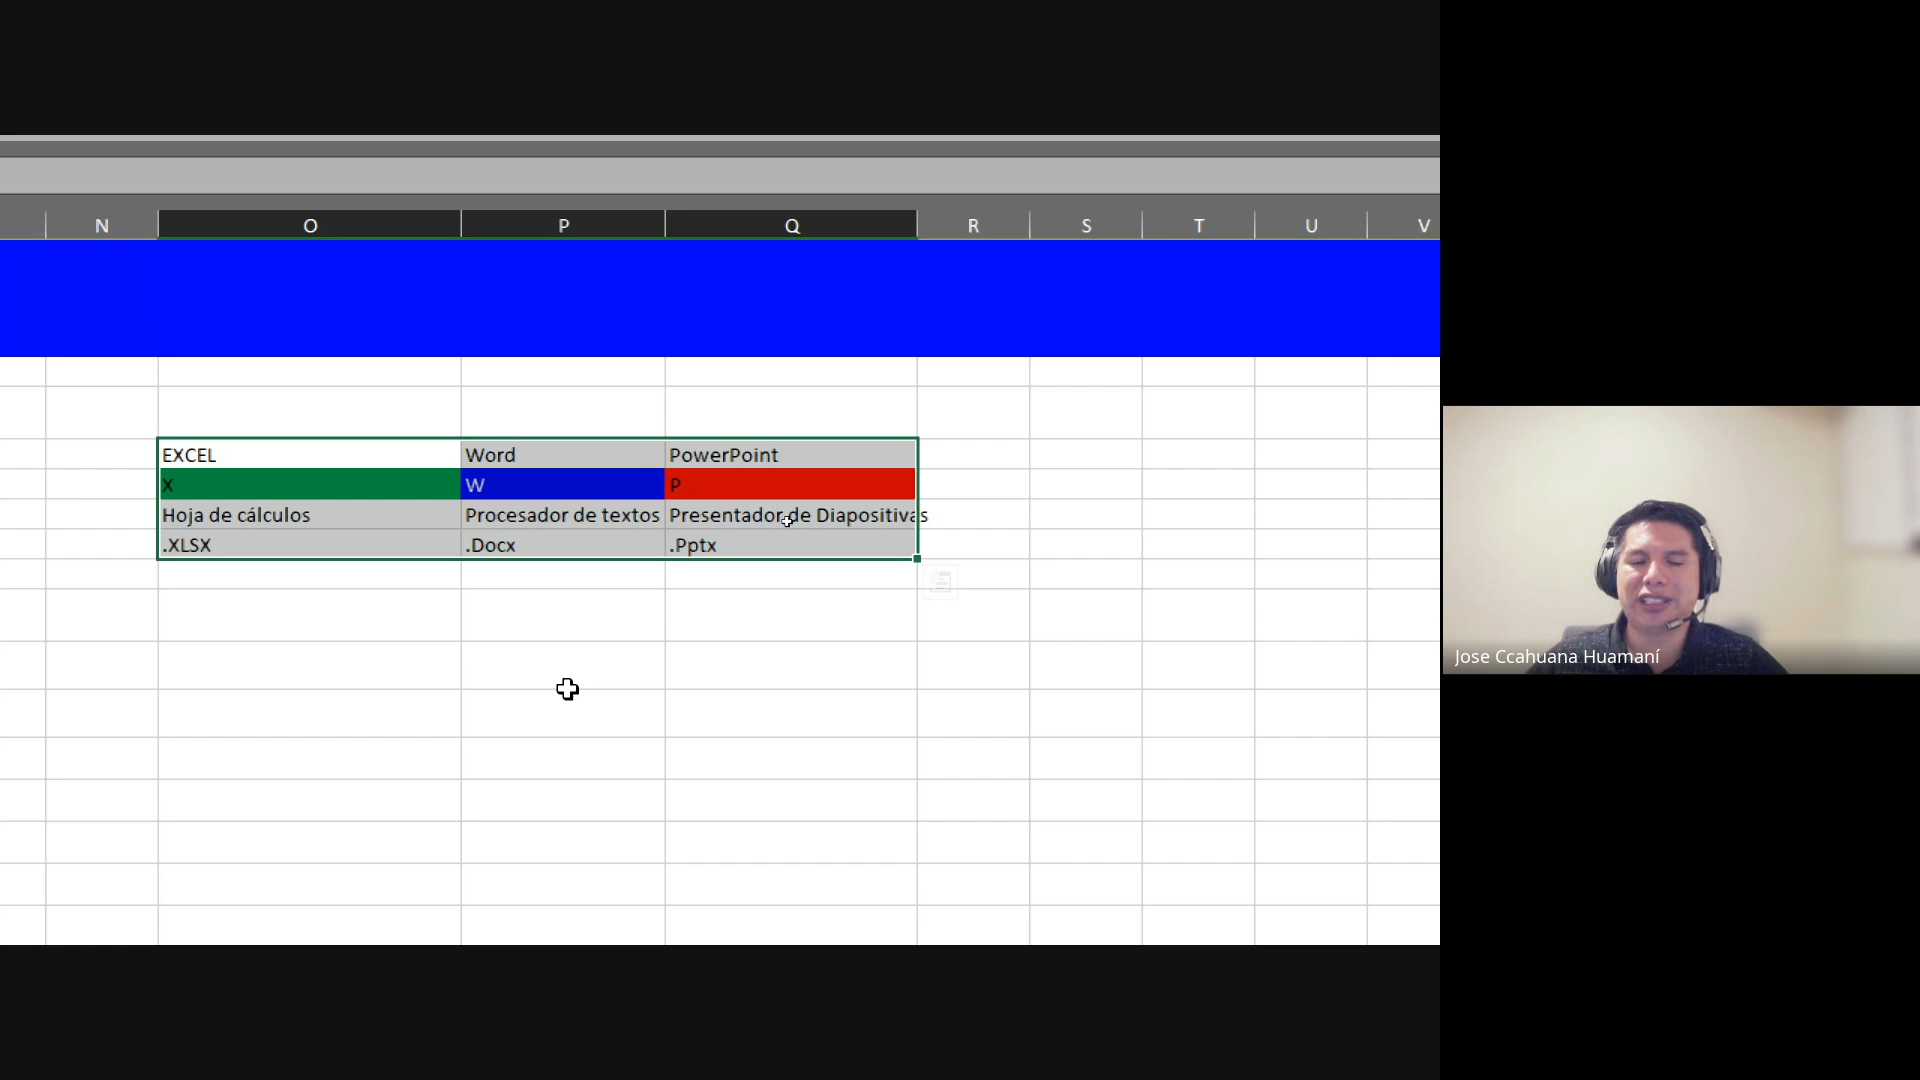 N O P Q R S T U V
EXCEL Word PowerPoint
X W P
Hoja de cálculos Procesador de textos Presentador de Diapositivas
.XLSX .Docx .Pptx
Jose Ccahuana Huamaní